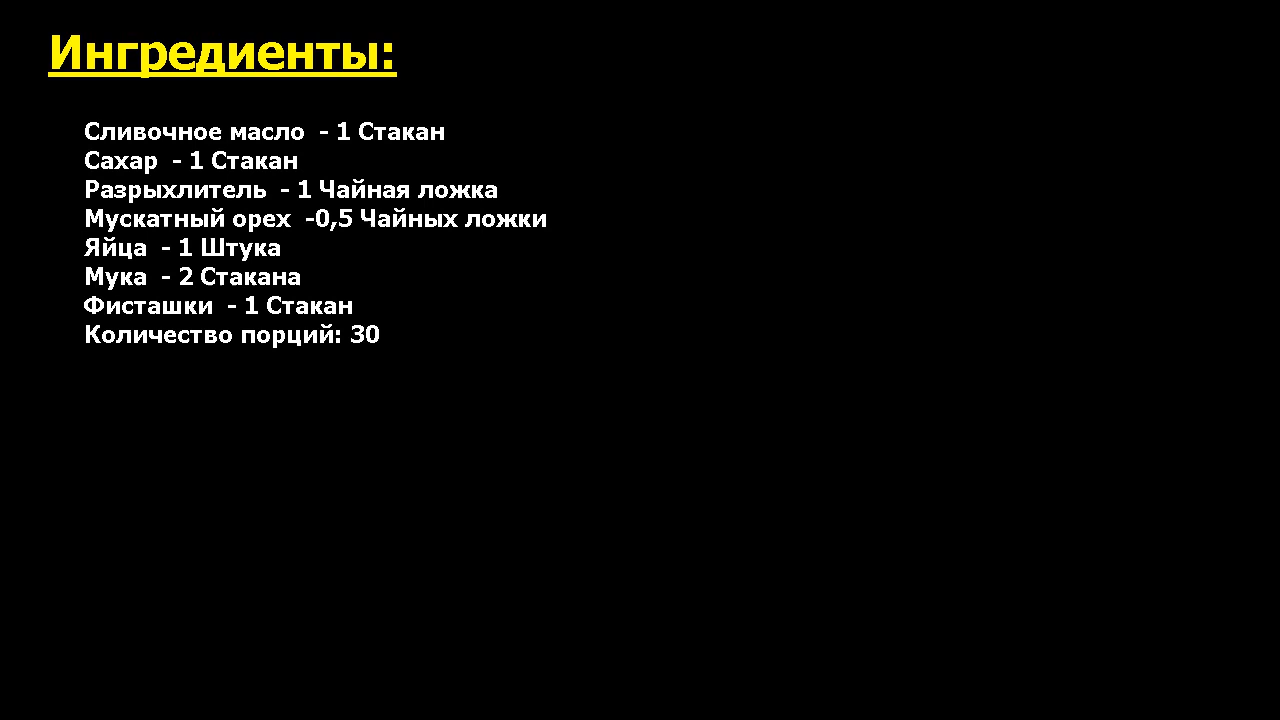 Ингредиенты:
Сливочное масло  - 1 Стакан
Сахар  - 1 Стакан
Разрыхлитель  - 1 Чайная ложка
Мускатный орех  -0,5 Чайных ложки
Яйца  - 1 Штука
Мука  - 2 Стакана
Фисташки  - 1 Стакан
Количество порций: 30